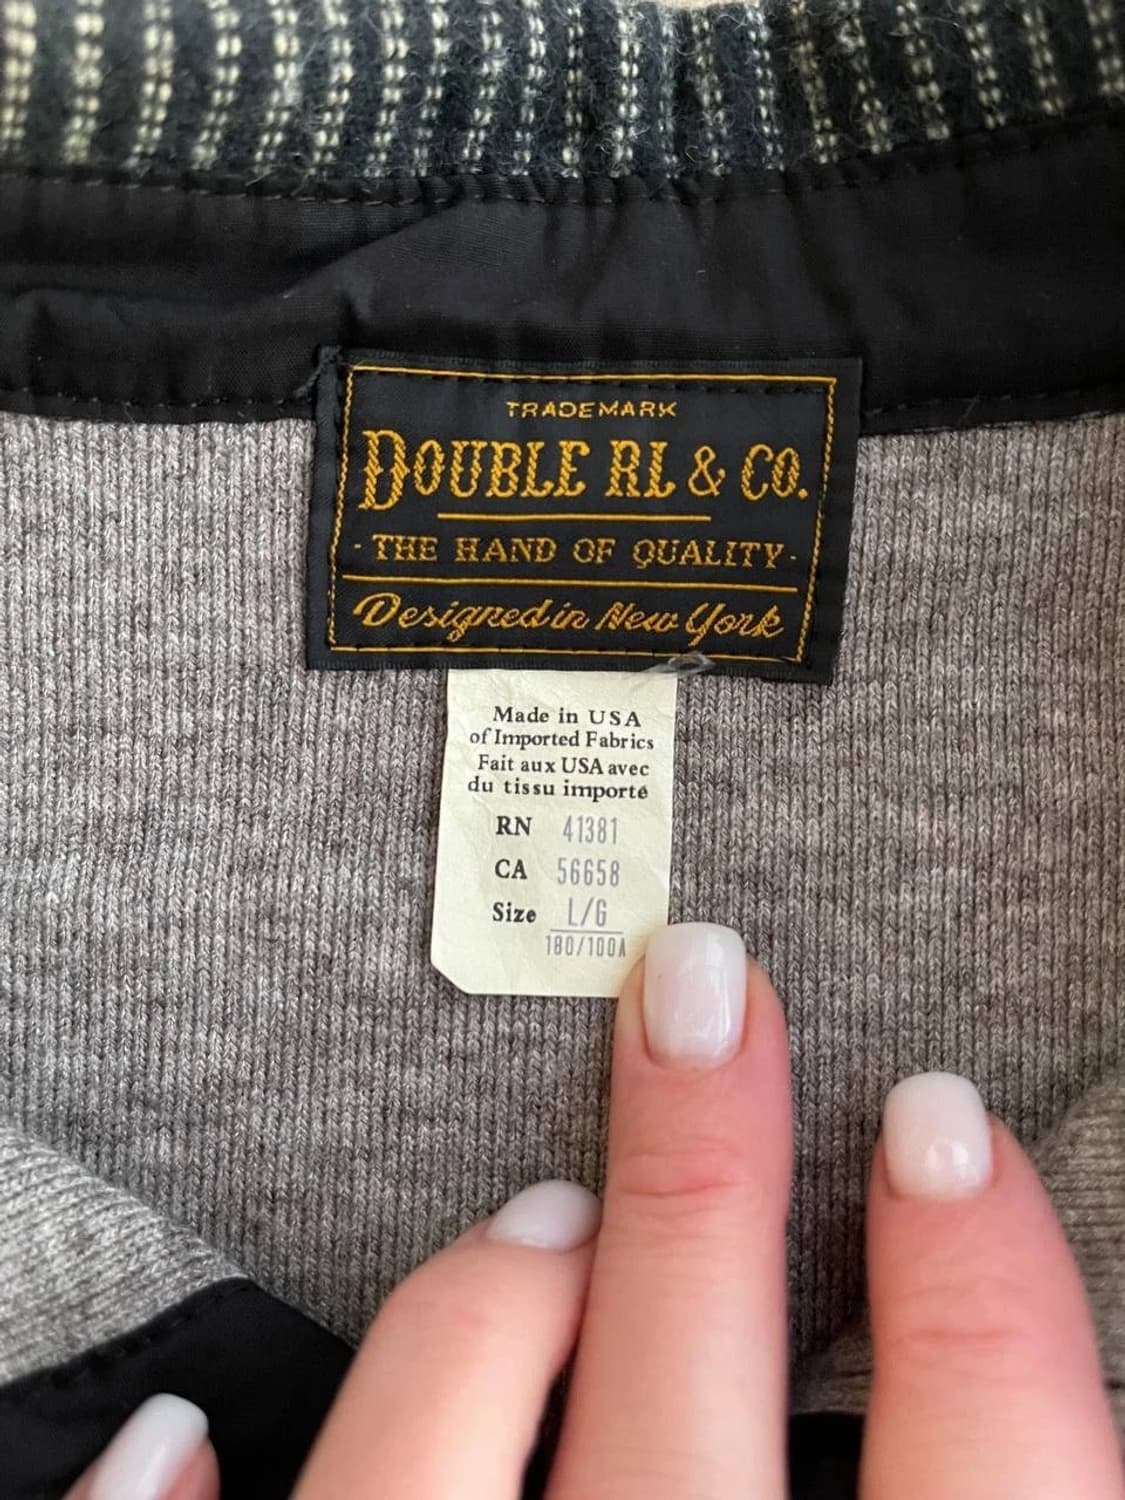 TRADEMARK
DOUBLE RL & CO.
- THE HAND OF QUALITY -
Designed in New York
Made in USA
of Imported Fabrics
Fait aux USA avec
du tissu importé
RN 41381
CA 56658
Size L/G
180/100A